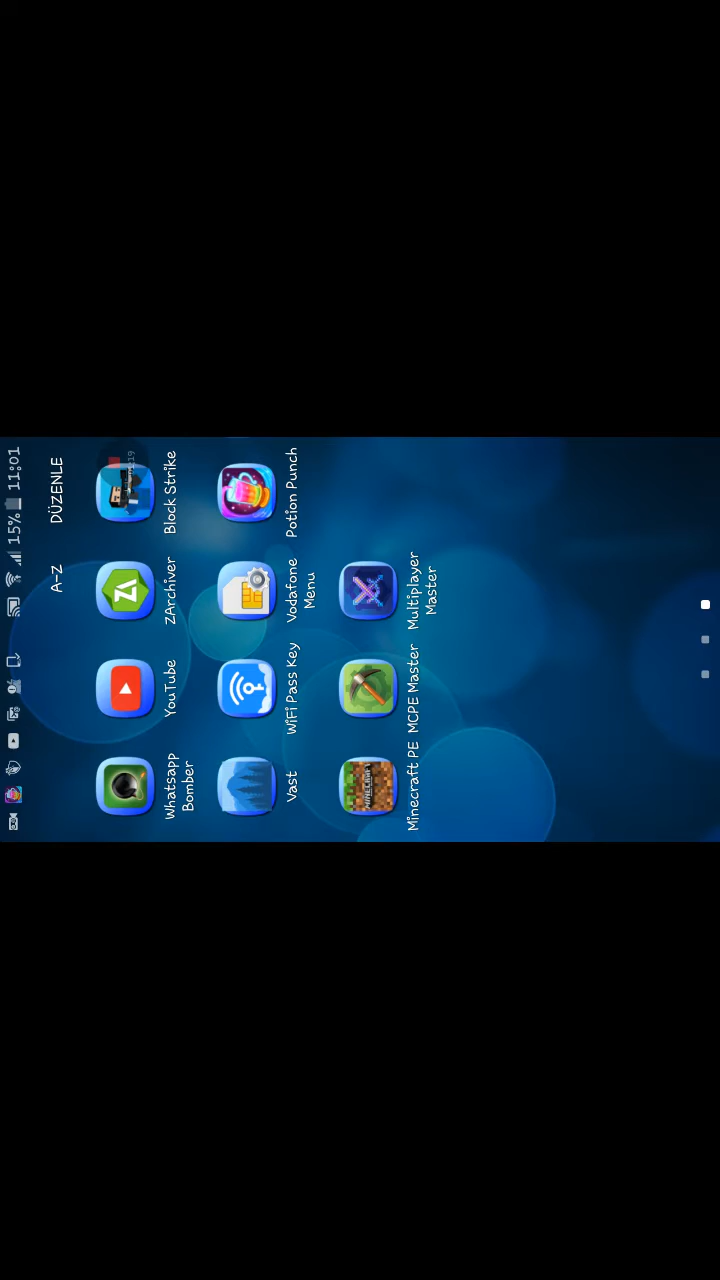 15% 11:01
A-Z
DÜZENLE
Whatsapp
Bomber
YouTube
ZArchiver
Block Strike
Vast
WiFi Pass Key
Vodafone
Menu
Potion Punch
MINECRAFT
Minecraft PE
MCPE Master
Multiplayer
Master